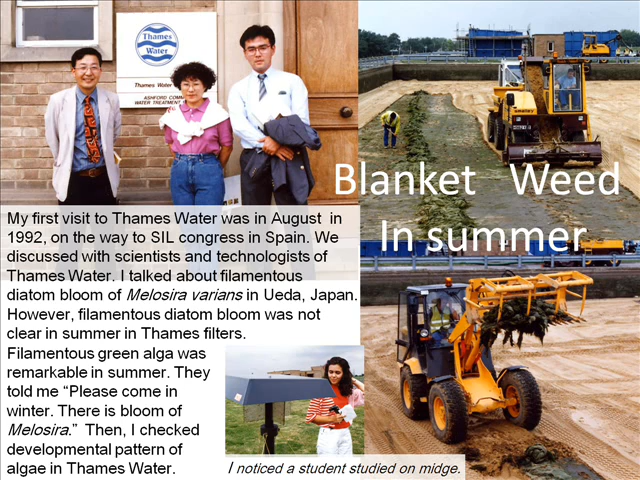 Thames
Water
Thames Water
ASHFORD COMM
WATER TREATME
Blanket Weed
In summer
My first visit to Thames Water was in August in
1992, on the way to SIL congress in Spain. We
discussed with scientists and technologists of
Thames Water. I talked about filamentous
diatom bloom of Melosira varians in Ueda, Japan.
However, filamentous diatom bloom was not
clear in summer in Thames filters.
Filamentous green alga was
remarkable in summer. They
told me “Please come in
winter. There is bloom of
Melosira.” Then, I checked
developmental pattern of
algae in Thames Water.
I noticed a student studied on midge.